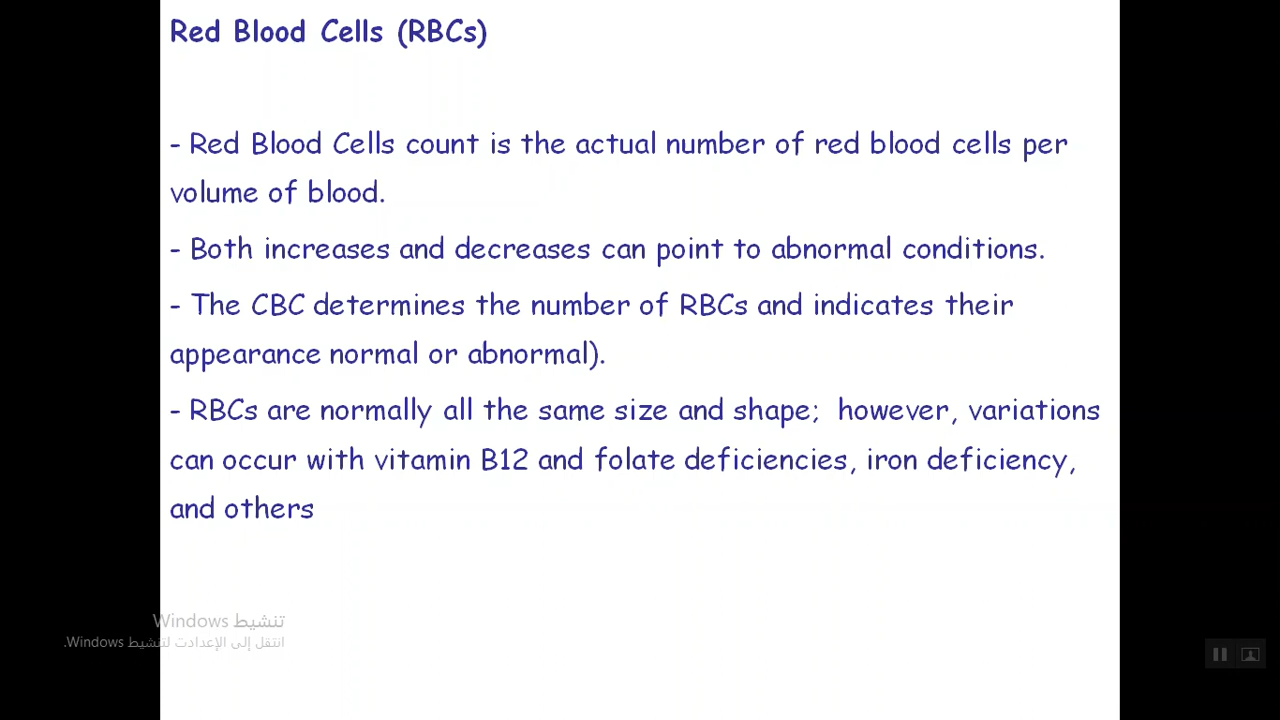 Red Blood Cells (RBCs)
- Red Blood Cells count is the actual number of red blood cells per
volume of blood.
- Both increases and decreases can point to abnormal conditions.
- The CBC determines the number of RBCs and indicates their
appearance normal or abnormal).
- RBCs are normally all the same size and shape;  however, variations
can occur with vitamin B12 and folate deficiencies, iron deficiency,
and others
تنشيط Windows
انتقل إلى الإعدادات لتنشيط Windows.